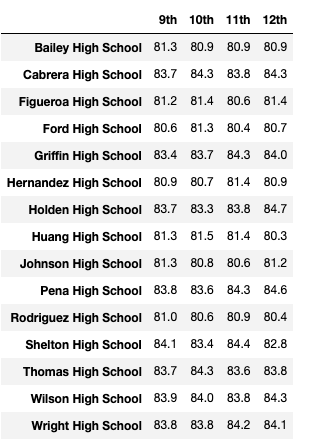 9th 10th 11th 12th
Bailey High School 81.3 80.9 80.9 80.9
Cabrera High School 83.7 84.3 83.8 84.3
Figueroa High School 81.2 81.4 80.6 81.4
Ford High School 80.6 81.3 80.4 80.7
Griffin High School 83.4 83.7 84.3 84.0
Hernandez High School 80.9 80.7 81.4 80.9
Holden High School 83.7 83.3 83.8 84.7
Huang High School 81.3 81.5 81.4 80.3
Johnson High School 81.3 80.8 80.6 81.2
Pena High School 83.8 83.6 84.3 84.6
Rodriguez High School 81.0 80.6 80.9 80.4
Shelton High School 84.1 83.4 84.4 82.8
Thomas High School 83.7 84.3 83.6 83.8
Wilson High School 83.9 84.0 83.8 84.3
Wright High School 83.8 83.8 84.2 84.1